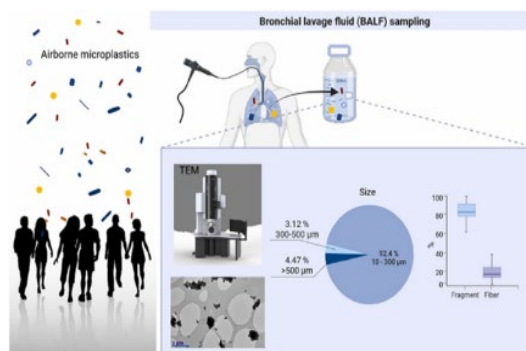 Bronchial lavage fluid (BALF) sampling
Airborne microplastics
TEM
Size
3.12 %
300-500 µm
4.47 %
>500 µm
92.4 %
10 - 300 µm
100
80
60
40
20
0
%
Fragment
Fiber